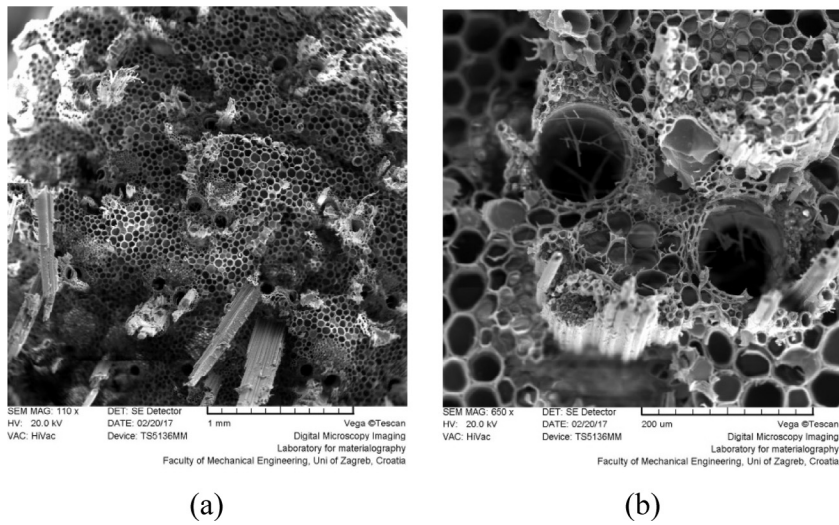 SEM MAG: 110 x DET: SE Detector
HV: 20.0 kV DATE: 02/20/17 1 mm Vega ©Tescan
VAC: HiVac Device: TS5136MM Digital Microscopy Imaging
Laboratory for materialography
Faculty of Mechanical Engineering, Uni of Zagreb, Croatia
(a)
SEM MAG: 650 x DET: SE Detector
HV: 20.0 kV DATE: 02/20/17 200 um Vega ©Tescan
VAC: HiVac Device: TS5136MM Digital Microscopy Imaging
Laboratory for materialography
Faculty of Mechanical Engineering, Uni of Zagreb, Croatia
(b)